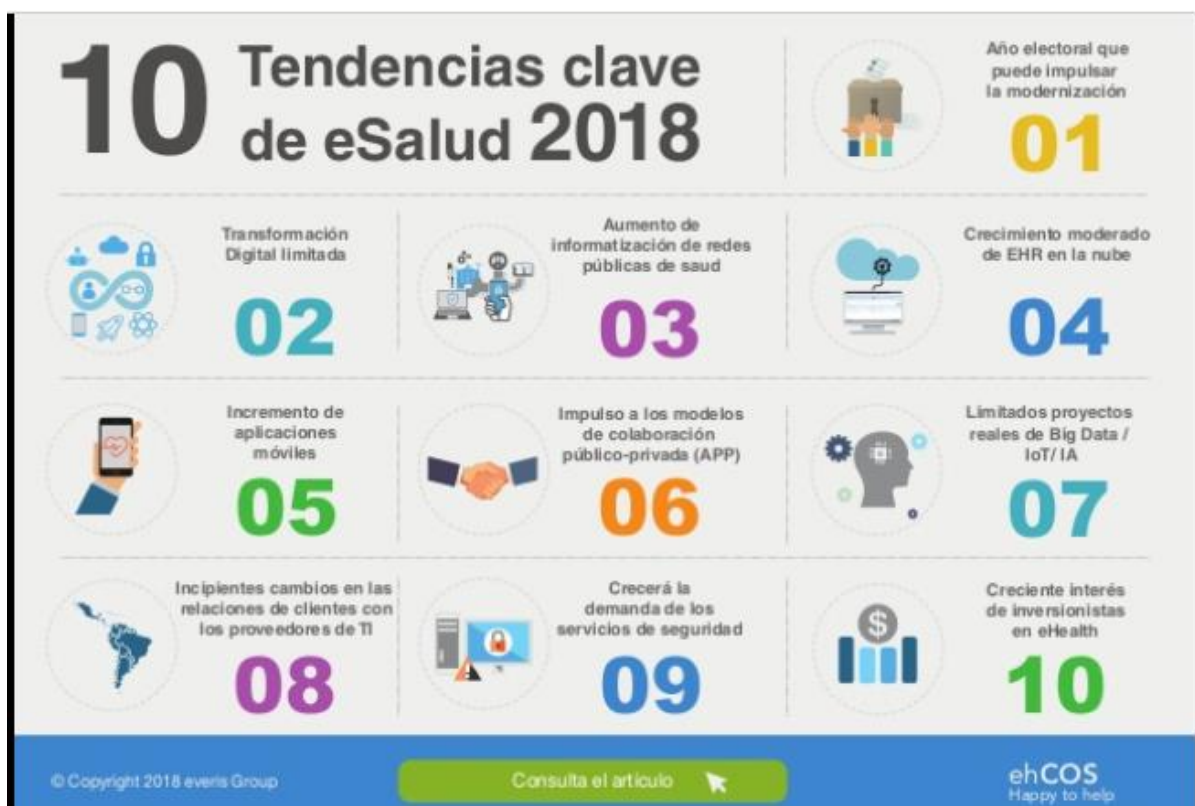 10
Tendencias clave
de eSalud 2018
Año electoral que
puede impulsar
la modernización
01
Transformación
Digital limitada
02
Aumento de
informatización de redes
públicas de saud
03
Crecimiento moderado
de EHR en la nube
04
Incremento de
aplicaciones
móviles
05
Impulso a los modelos
de colaboración
público-privada (APP)
06
Limitados proyectos
reales de Big Data /
IoT/ IA
07
Incipientes cambios en las
relaciones de clientes con
los proveedores de TI
08
Crecerá la
demanda de los
servicios de seguridad
09
$
Creciente interés
de inversionistas
en eHealth
10
© Copyright 2018 everis Group
Consulta el artículo
ehCOS
Happy to help